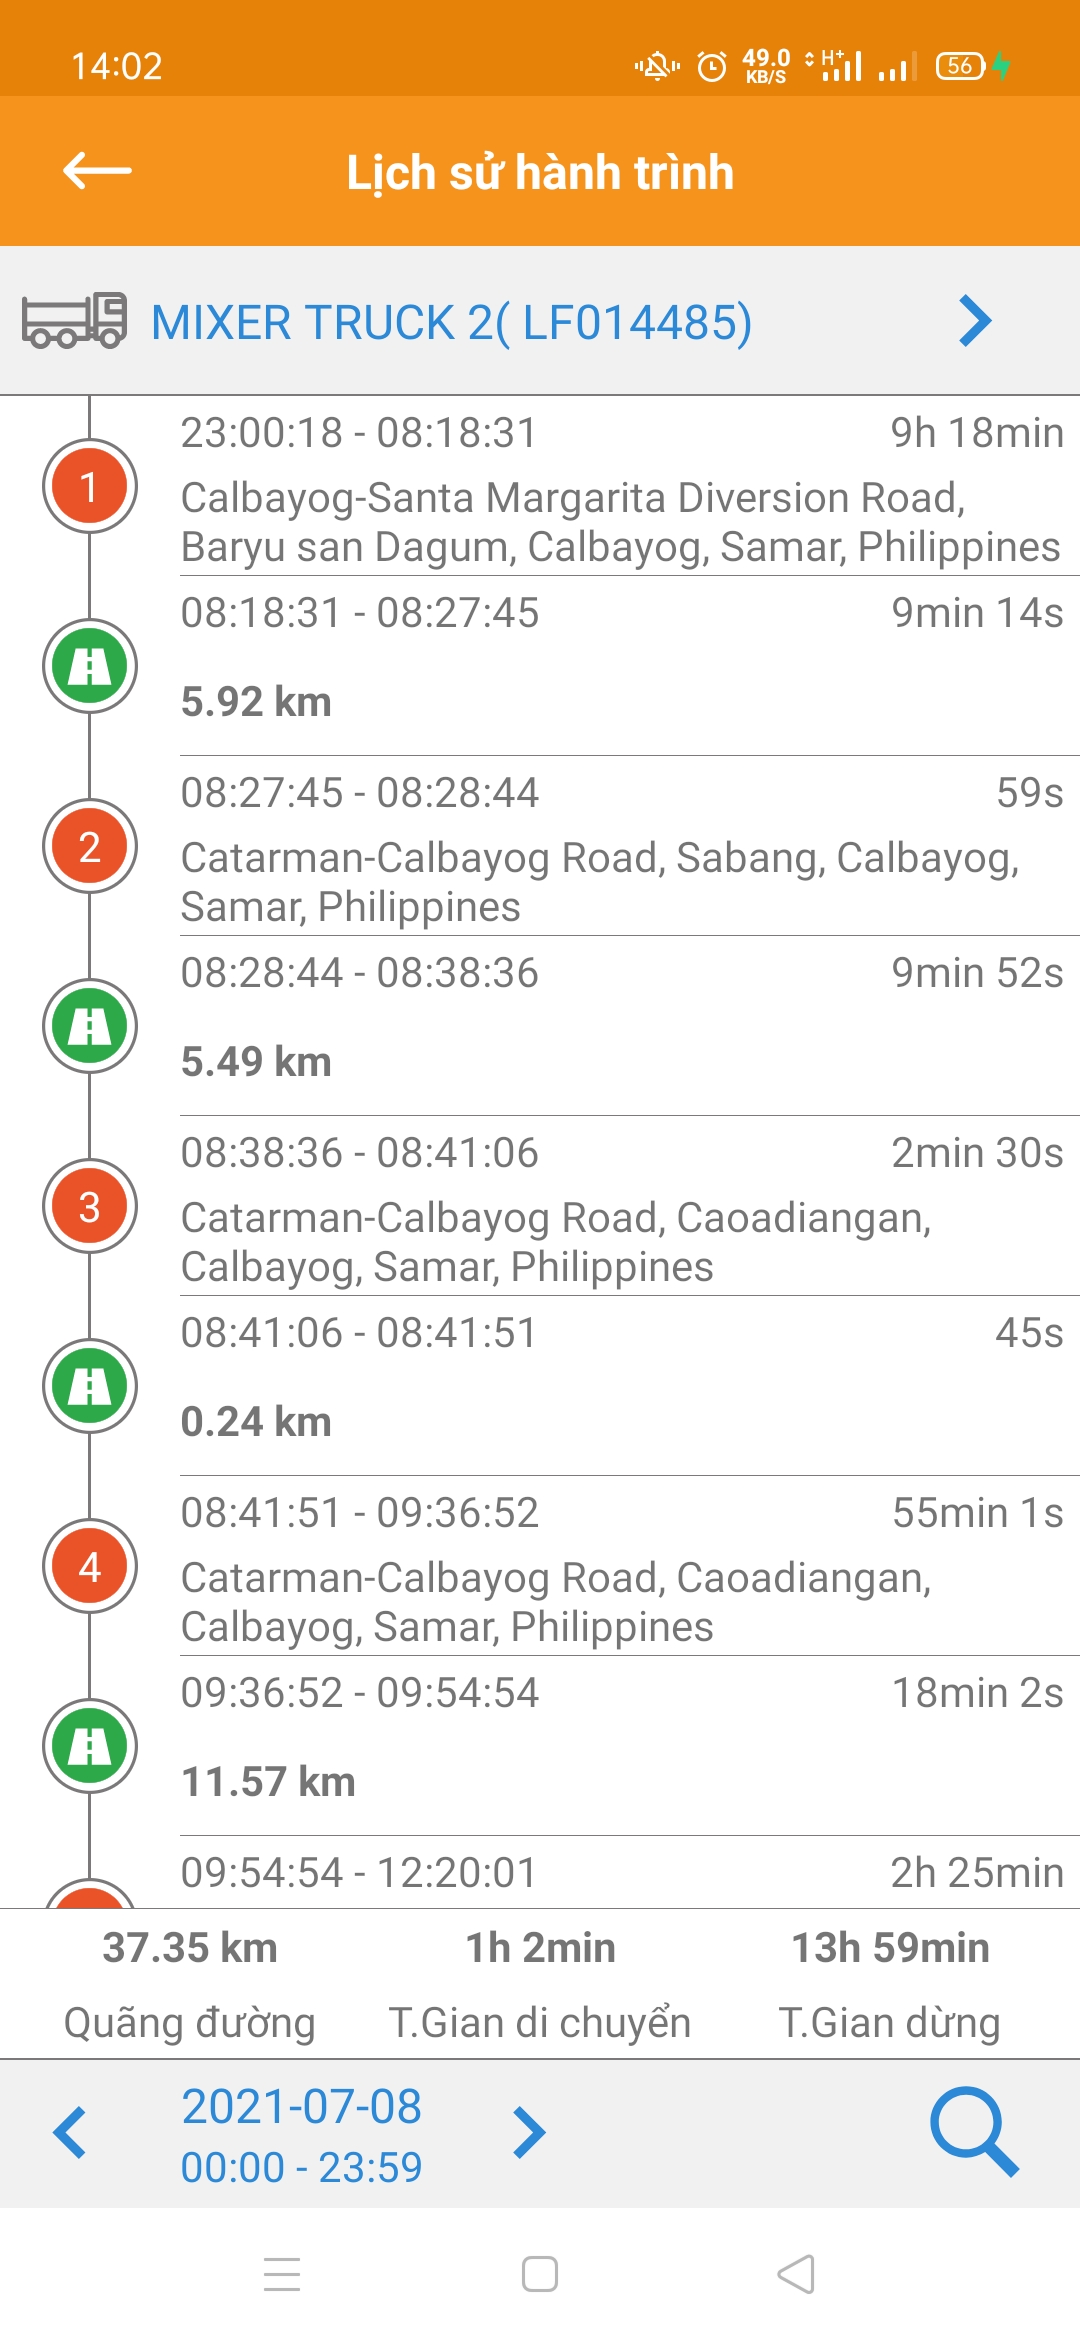 14:02
49.0
KB/S
H+
56
Lịch sử hành trình
MIXER TRUCK 2( LF014485)
23:00:18 - 08:18:31 9h 18min
1
Calbayog-Santa Margarita Diversion Road,
Baryu san Dagum, Calbayog, Samar, Philippines
08:18:31 - 08:27:45 9min 14s
5.92 km
08:27:45 - 08:28:44 59s
2
Catarman-Calbayog Road, Sabang, Calbayog,
Samar, Philippines
08:28:44 - 08:38:36 9min 52s
5.49 km
08:38:36 - 08:41:06 2min 30s
3
Catarman-Calbayog Road, Caoadiangan,
Calbayog, Samar, Philippines
08:41:06 - 08:41:51 45s
0.24 km
08:41:51 - 09:36:52 55min 1s
4
Catarman-Calbayog Road, Caoadiangan,
Calbayog, Samar, Philippines
09:36:52 - 09:54:54 18min 2s
11.57 km
09:54:54 - 12:20:01 2h 25min
37.35 km 1h 2min 13h 59min
Quãng đường T.Gian di chuyển T.Gian dừng
2021-07-08
00:00 - 23:59